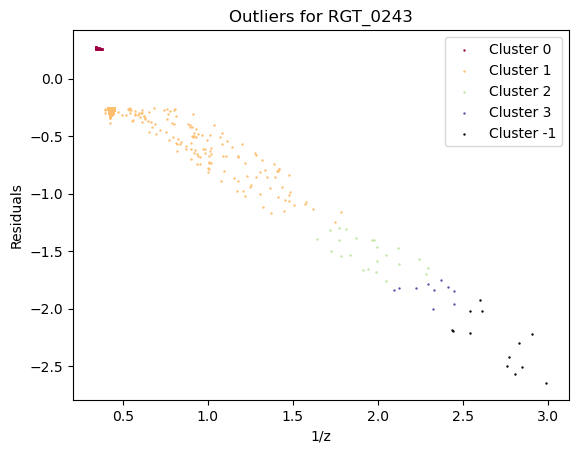 Outliers for RGT_0243
Cluster 0
Cluster 1
Cluster 2
Cluster 3
Cluster -1
Residuals
0.0
−0.5
−1.0
−1.5
−2.0
−2.5
0.5 1.0 1.5 2.0 2.5 3.0
1/z